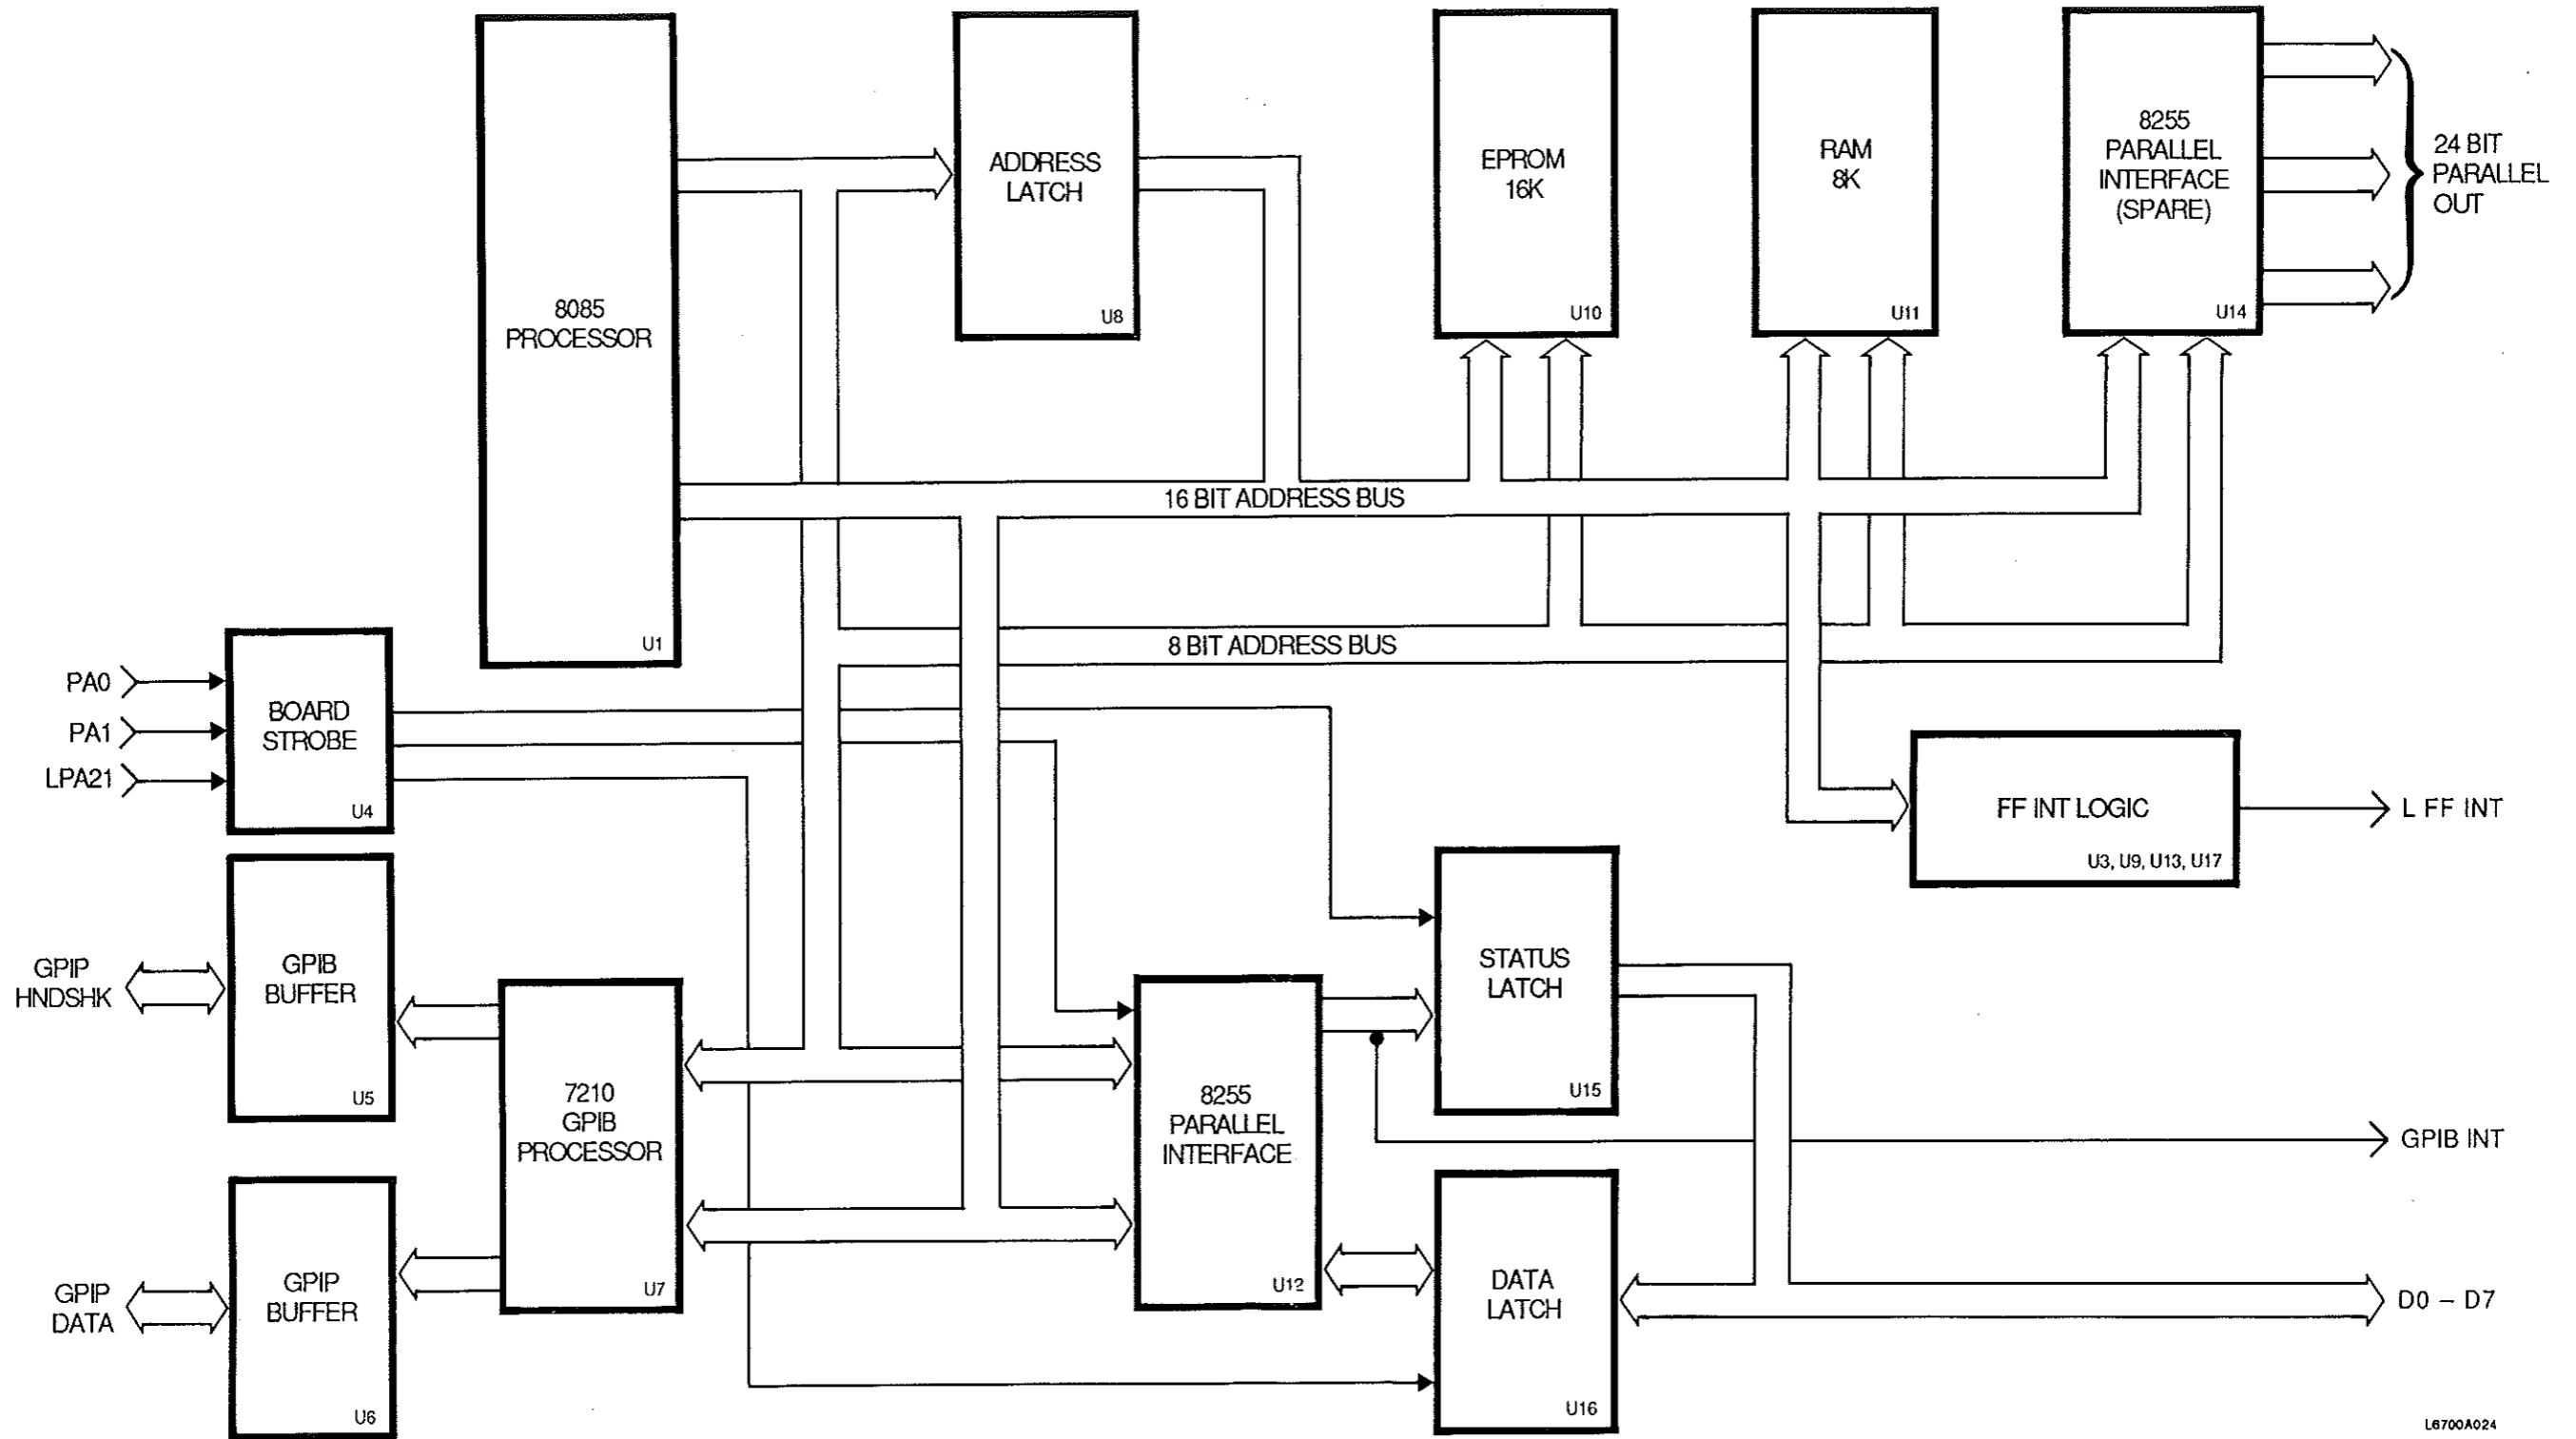 8085
PROCESSOR
U1
ADDRESS
LATCH
U8
EPROM
16K
U10
RAM
8K
U11
8255
PARALLEL
INTERFACE
(SPARE)
U14
24 BIT
PARALLEL
OUT
16 BIT ADDRESS BUS
8 BIT ADDRESS BUS
PA0
PA1
LPA21
BOARD
STROBE
U4
FF INT LOGIC
U3, U9, U13, U17
L FF INT
GPIP
HNDSHK
GPIB
BUFFER
U5
7210
GPIB
PROCESSOR
U7
8255
PARALLEL
INTERFACE
U12
STATUS
LATCH
U15
GPIB INT
GPIP
DATA
GPIP
BUFFER
U6
DATA
LATCH
U16
D0 – D7
L6700A024